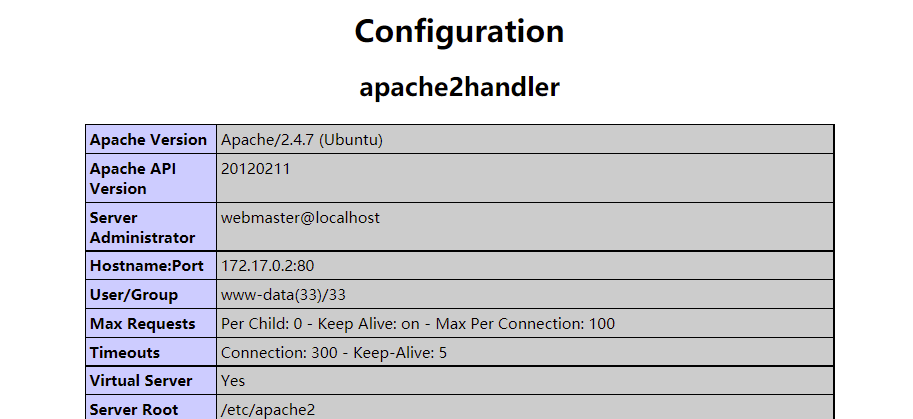 Configuration
apache2handler
Apache Version Apache/2.4.7 (Ubuntu)
Apache API
Version
20120211
Server
Administrator
webmaster@localhost
Hostname:Port 172.17.0.2:80
User/Group www-data(33)/33
Max Requests Per Child: 0 - Keep Alive: on - Max Per Connection: 100
Timeouts Connection: 300 - Keep-Alive: 5
Virtual Server Yes
Server Root /etc/apache2